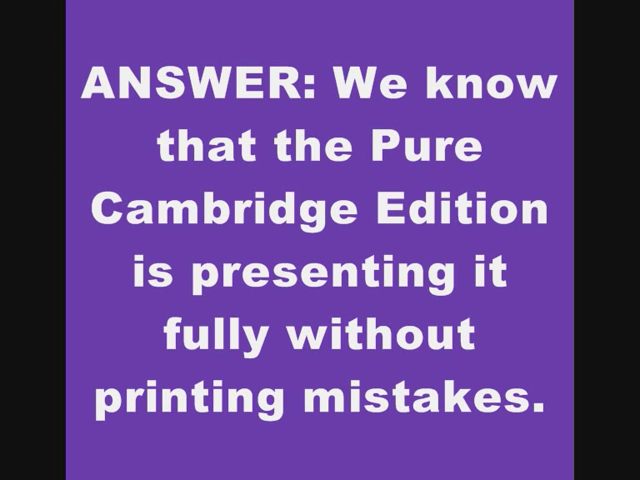 ANSWER: We know
that the Pure
Cambridge Edition
is presenting it
fully without
printing mistakes.